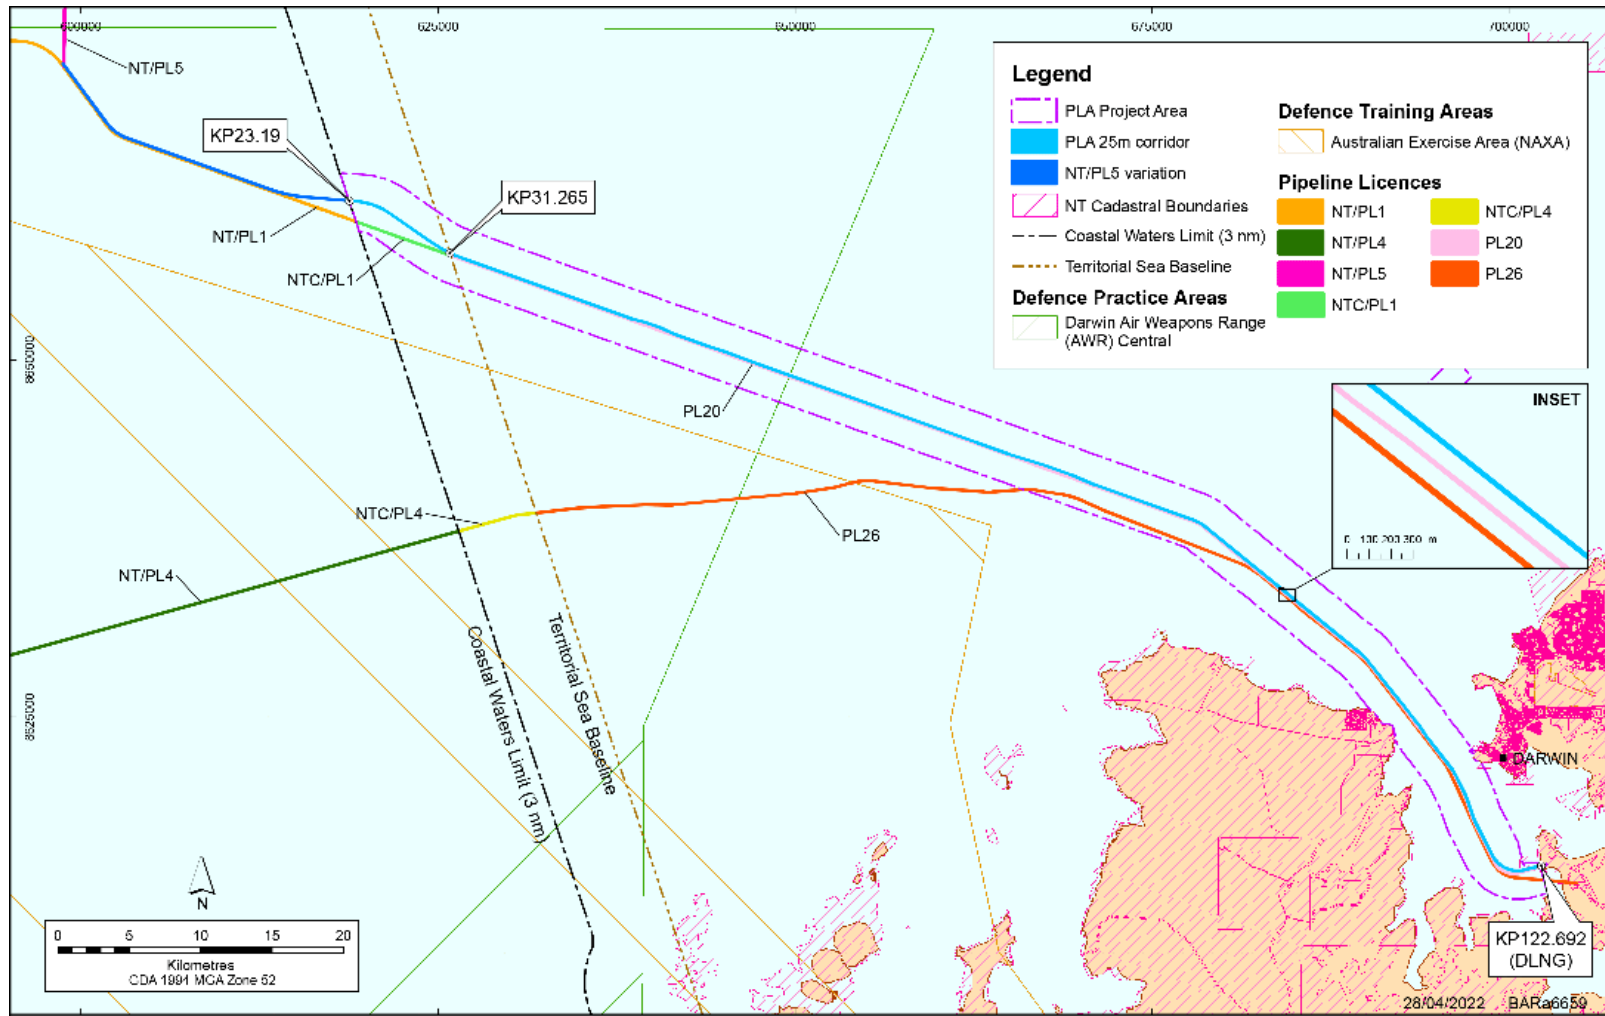 600000
625000
650000
675000
700000
NT/PL5
KP23.19
KP31.265
NT/PL1
NTC/PL1
PL20
NTC/PL4
PL26
NT/PL4
8650000
8625000
Coastal Waters Limit (3 nm)
Territorial Sea Baseline
Legend
PLA Project Area
PLA 25m corridor
NT/PL5 variation
NT Cadastral Boundaries
Coastal Waters Limit (3 nm)
Territorial Sea Baseline
Defence Practice Areas
Darwin Air Weapons Range
(AWR) Central
Defence Training Areas
Australian Exercise Area (NAXA)
Pipeline Licences
NT/PL1
NT/PL4
NT/PL5
NTC/PL1
NTC/PL4
PL20
PL26
INSET
0 100 200 300 m
DARWIN
KP122.692
(DLNG)
N
0 5 10 15 20
Kilometres
GDA 1994 MGA Zone 52
28/04/2022 BARa6659